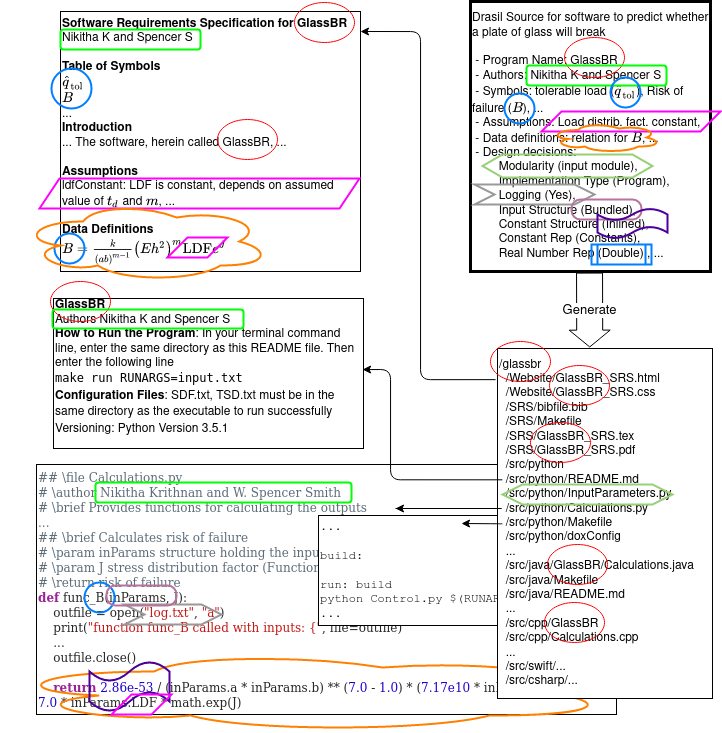 Software Requirements Specification for GlassBR
Nikitha K and Spencer S
Table of Symbols
q̂_tol
B
...
Introduction
... The software, herein called GlassBR, ...
Assumptions
ldfConstant: LDF is constant, depends on assumed
value of t_d and m, ...
Data Definitions
B = k/(ab)^(m−1) (Eh²)^m LDF e^J
Drasil Source for software to predict whether
a plate of glass will break
- Program Name: GlassBR
- Authors: Nikitha K and Spencer S
- Symbols: tolerable load (q̂_tol), Risk of
failure (B), ...
- Assumptions: Load distrib. fact. constant,
- Data definitions: relation for B, ...
- Design decisions:
Modularity (input module),
Implementation Type (Program),
Logging (Yes),
Input Structure (Bundled),
Constant Structure (Inlined),
Constant Rep (Constants),
Real Number Rep (Double), ...
Generate
GlassBR
Authors Nikitha K and Spencer S
How to Run the Program: In your terminal command
line, enter the same directory as this README file. Then
enter the following line
make run RUNARGS=input.txt
Configuration Files: SDF.txt, TSD.txt must be in the
same directory as the executable to run successfully
Versioning: Python Version 3.5.1
/glassbr
/Website/GlassBR_SRS.html
/Website/GlassBR_SRS.css
/SRS/bibfile.bib
/SRS/Makefile
/SRS/GlassBR_SRS.tex
/SRS/GlassBR_SRS.pdf
/src/python
/src/python/README.md
/src/python/InputParameters.py
/src/python/Calculations.py
/src/python/Makefile
/src/python/doxConfig
...
/src/java/GlassBR/Calculations.java
/src/java/Makefile
/src/java/README.md
...
/src/cpp/GlassBR
/src/cpp/Calculations.cpp
...
/src/swift/...
/src/csharp/...
## \file Calculations.py
# \author Nikitha Krithnan and W. Spencer Smith
# \brief Provides functions for calculating the outputs
...
## \brief Calculates risk of failure
# \param inParams structure holding the inpu
# \param J stress distribution factor (Function
# \return risk of failure
def func_B(inParams, J):
outfile = open("log.txt", "a")
print("function func_B called with inputs: {", file=outfile)
...
outfile.close()
return 2.86e-53 / (inParams.a * inParams.b) ** (7.0 - 1.0) * (7.17e10 * in
7.0 * inParams.LDF * math.exp(J)
...
build:
run: build
python Control.py $(RUNAR
...